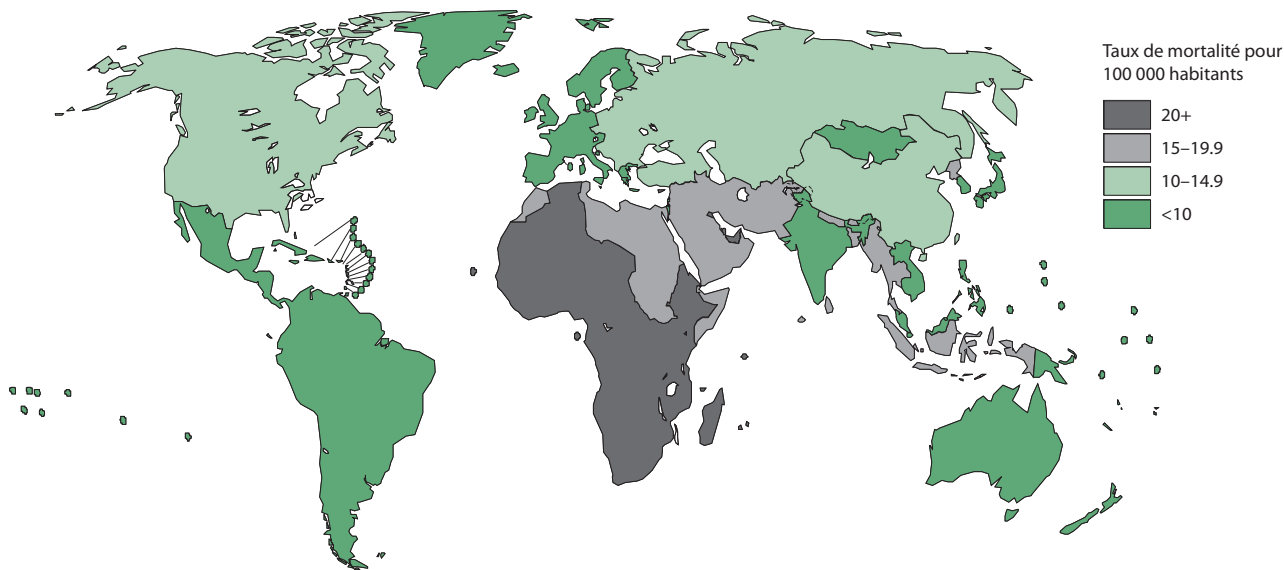 Taux de mortalité pour
100 000 habitants
20+
15–19.9
10–14.9
<10